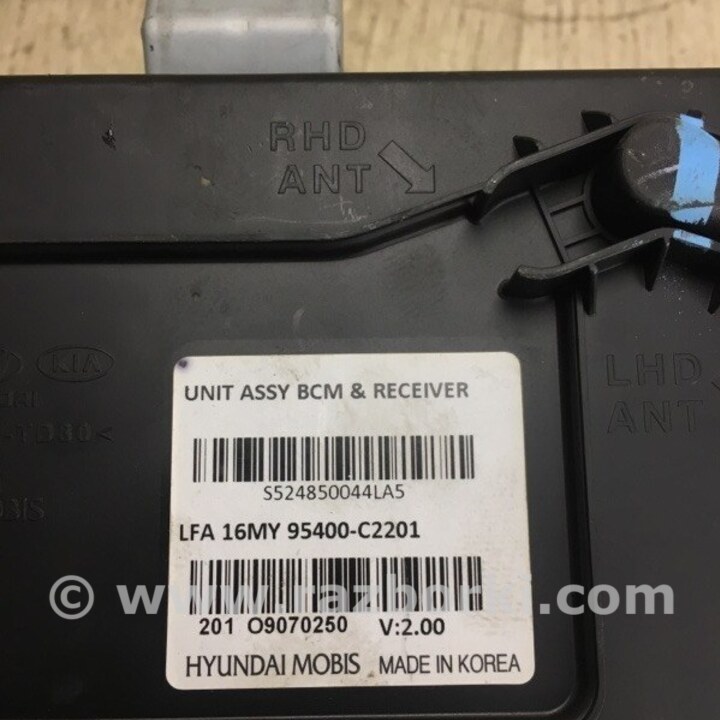 RHD
ANT
KIA
LHD
ANT
UNIT ASSY BCM & RECEIVER
S524850044LA5
LFA 16MY 95400-C2201
201 O9070250 V:2.00
HYUNDAI MOBIS MADE IN KOREA